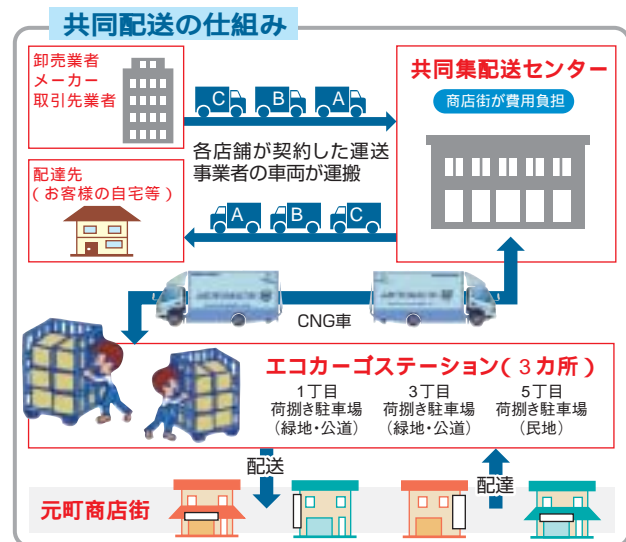 共同配送の仕組み
卸売業者
メーカー
取引先業者
C B A
共同集配送センター
商店街が費用負担
各店舗が契約した運送
事業者の車両が運搬
配達先
(お客様の自宅等)
A B C
CNG車
エコカーゴステーション(3カ所)
1丁目
荷捌き駐車場
(緑地・公道)
3丁目
荷捌き駐車場
(緑地・公道)
5丁目
荷捌き駐車場
(民地)
配送
配達
元町商店街